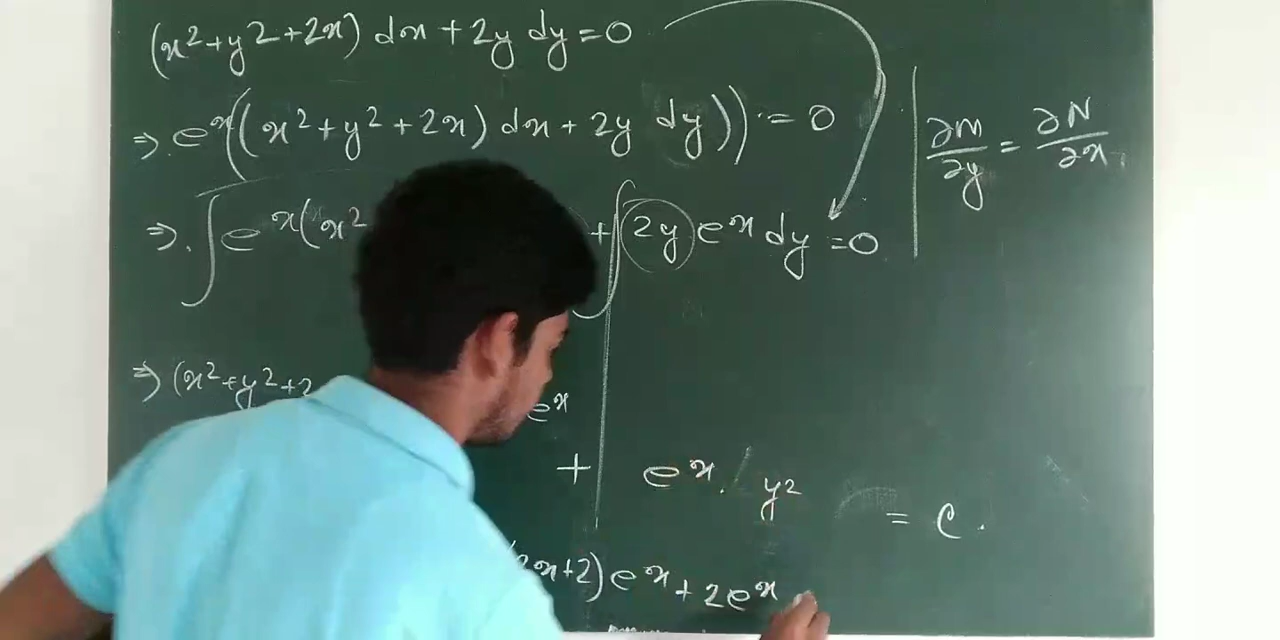 (x²+y2+2x) dx + 2y dy = 0
⇒ eˣ((x²+y²+2x) dx + 2y dy)) = 0
∂M/∂y = ∂N/∂x
⇒ ∫ eˣ(x² + ∫ 2y eˣ dy = 0
⇒ (x²+y²+2 eˣ
+ eˣ. y² = C.
2x+2) eˣ + 2eˣ